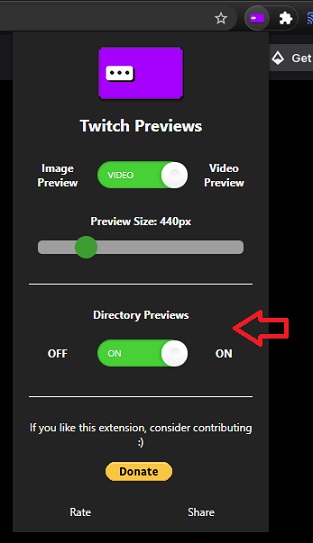 Get
Twitch Previews
Image Preview
VIDEO
Video Preview
Preview Size: 440px
Directory Previews
OFF
ON
ON
If you like this extension, consider contributing
:)
Donate
Rate
Share